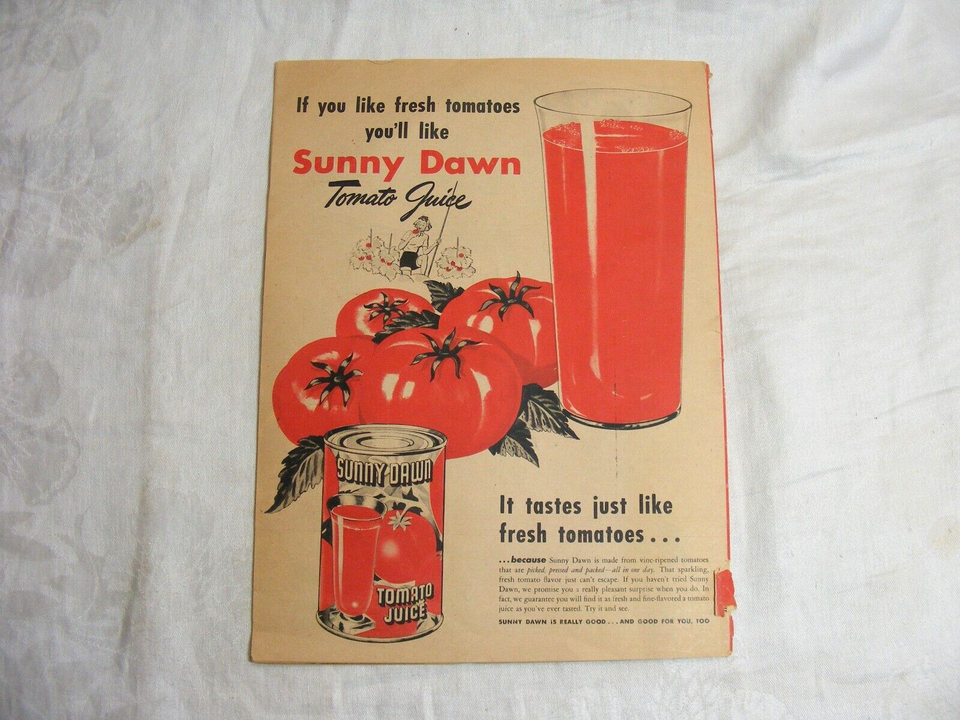 If you like fresh tomatoes
you'll like
Sunny Dawn
Tomato Juice
SUNNY DAWN
TOMATO
JUICE
It tastes just like
fresh tomatoes...
...because Sunny Dawn is made from vine-ripened tomatoes
that are picked, pressed and packed—all in one day. That sparkling,
fresh tomato flavor just can't escape. If you haven't tried Sunny
Dawn, we promise you a really pleasant surprise when you do. In
fact, we guarantee you will find it as fresh and fine-flavored a tomato
juice as you've ever tasted. Try it and see.
SUNNY DAWN IS REALLY GOOD...AND GOOD FOR YOU, TOO